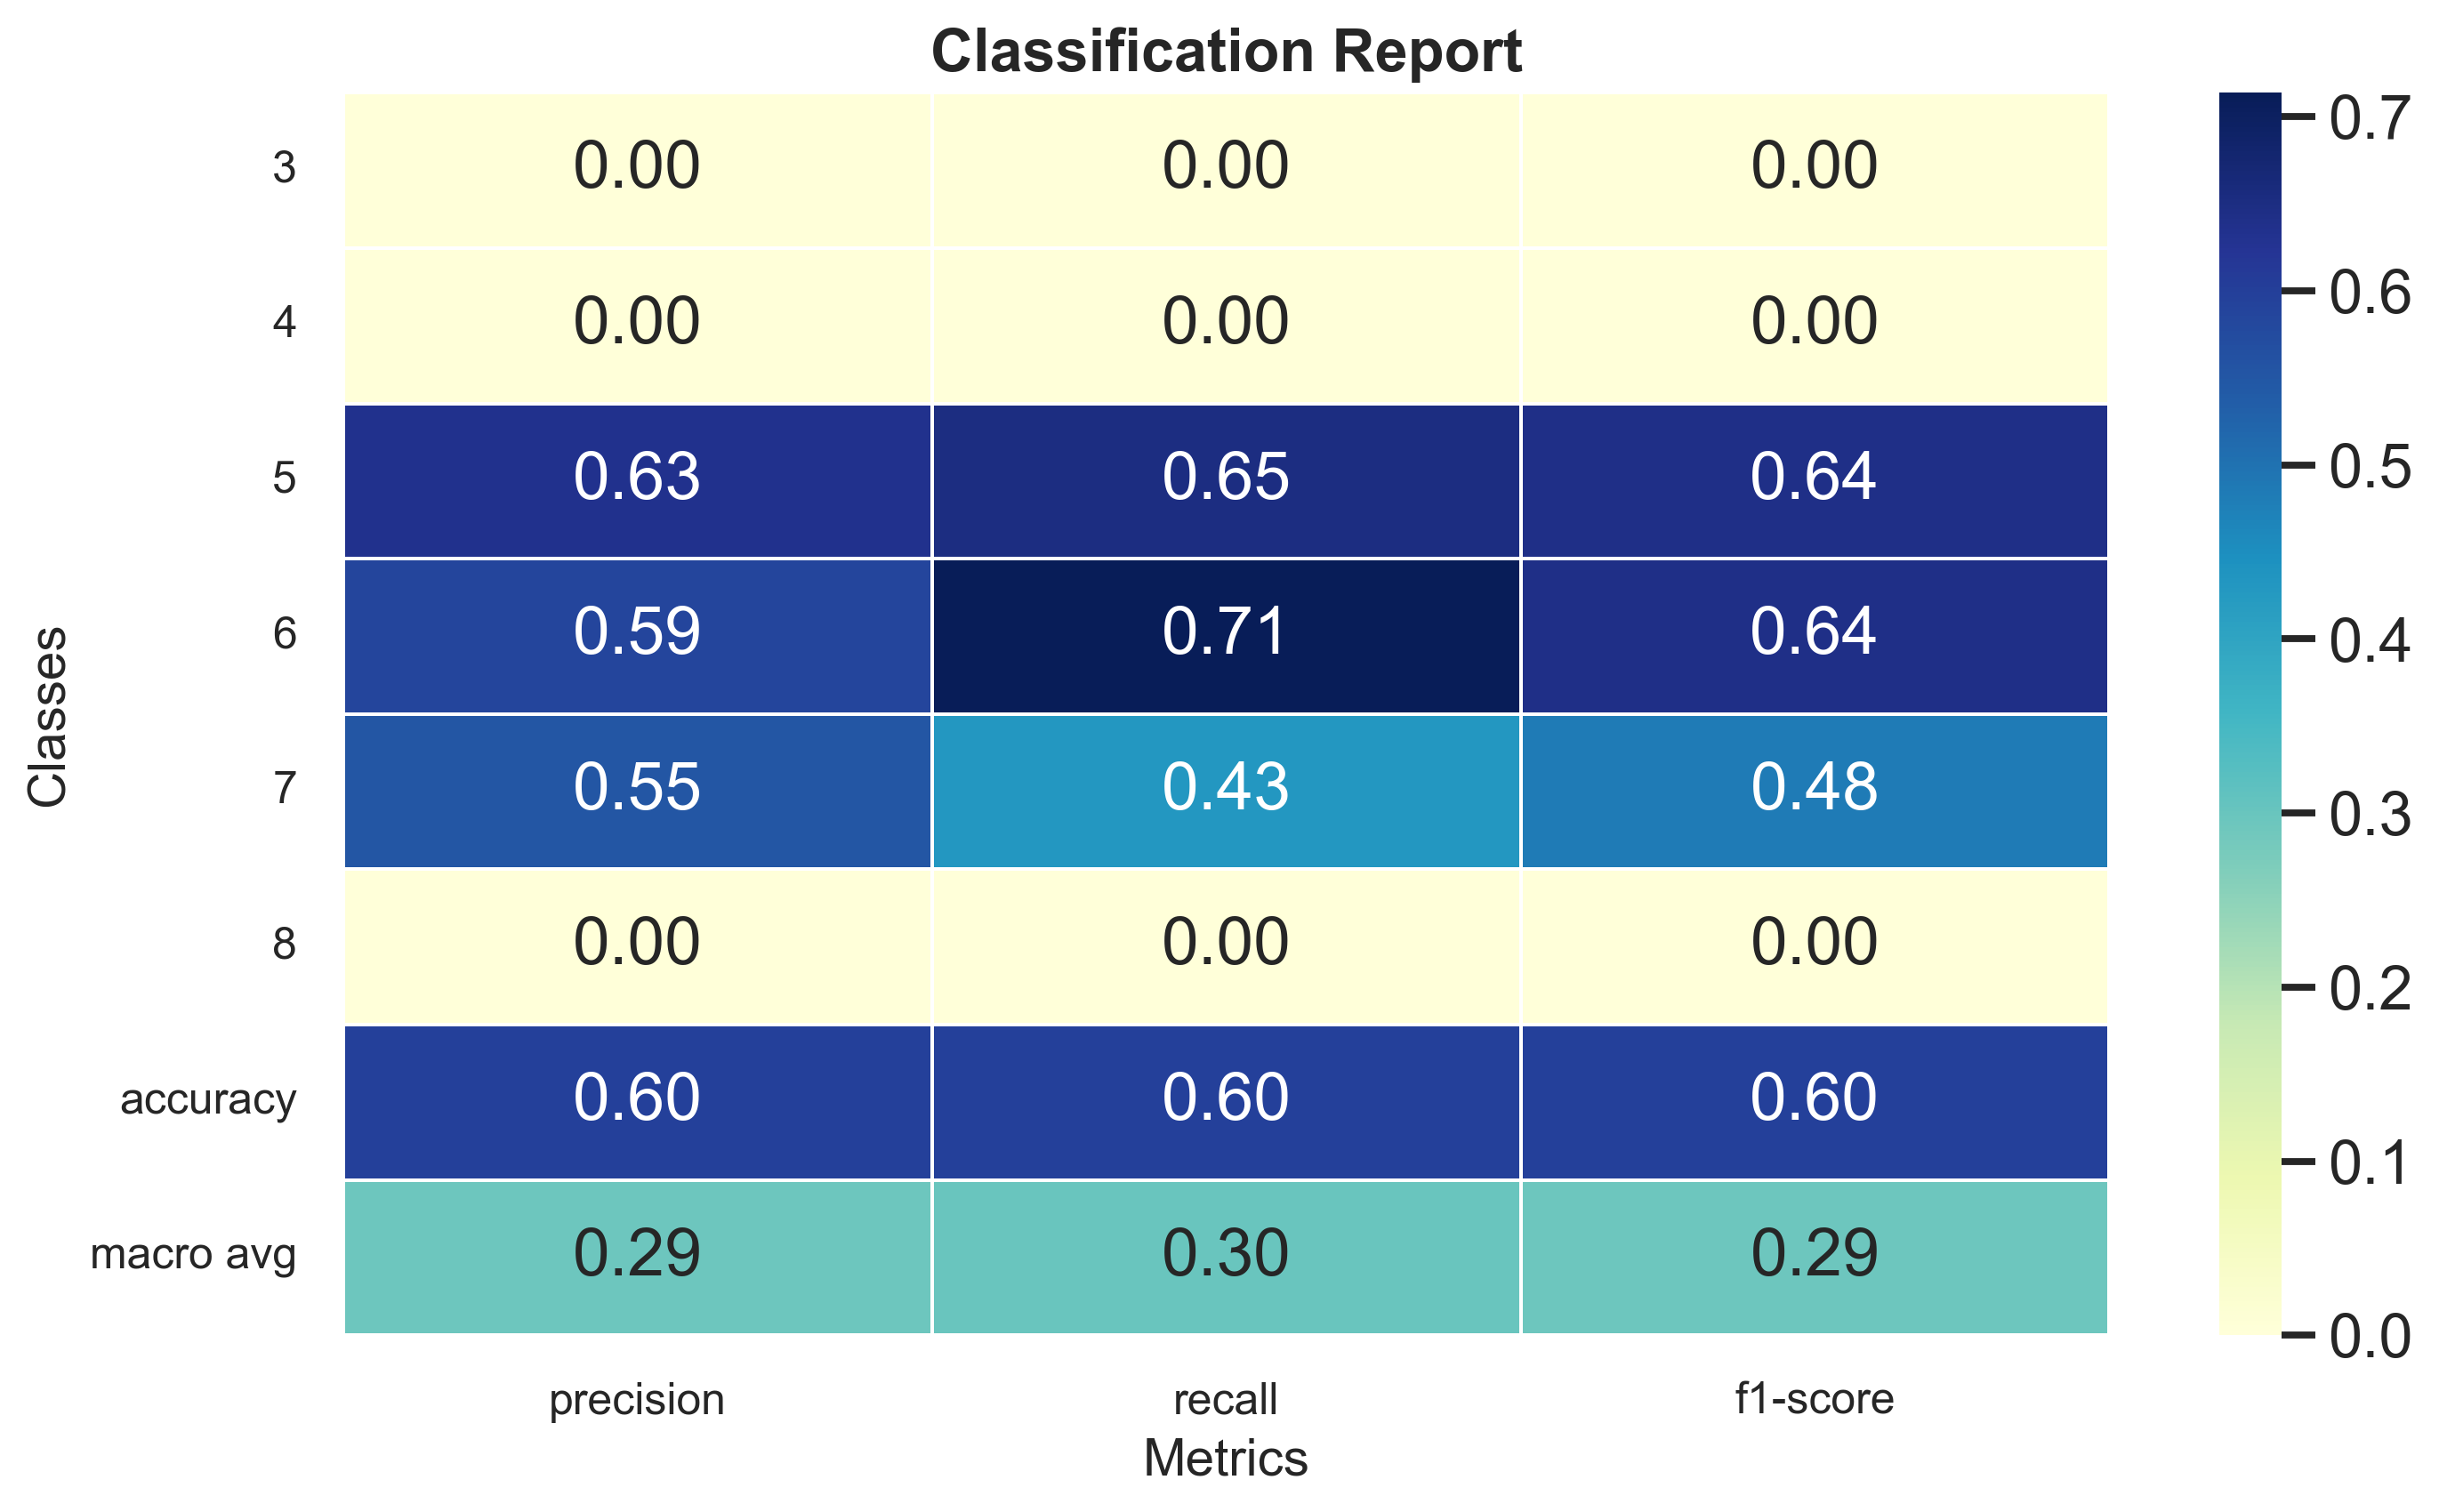 Classification Report
3 0.00 0.00 0.00
4 0.00 0.00 0.00
5 0.63 0.65 0.64
6 0.59 0.71 0.64
7 0.55 0.43 0.48
8 0.00 0.00 0.00
accuracy 0.60 0.60 0.60
macro avg 0.29 0.30 0.29
precision recall f1-score
Metrics
Classes
0.7
0.6
0.5
0.4
0.3
0.2
0.1
0.0